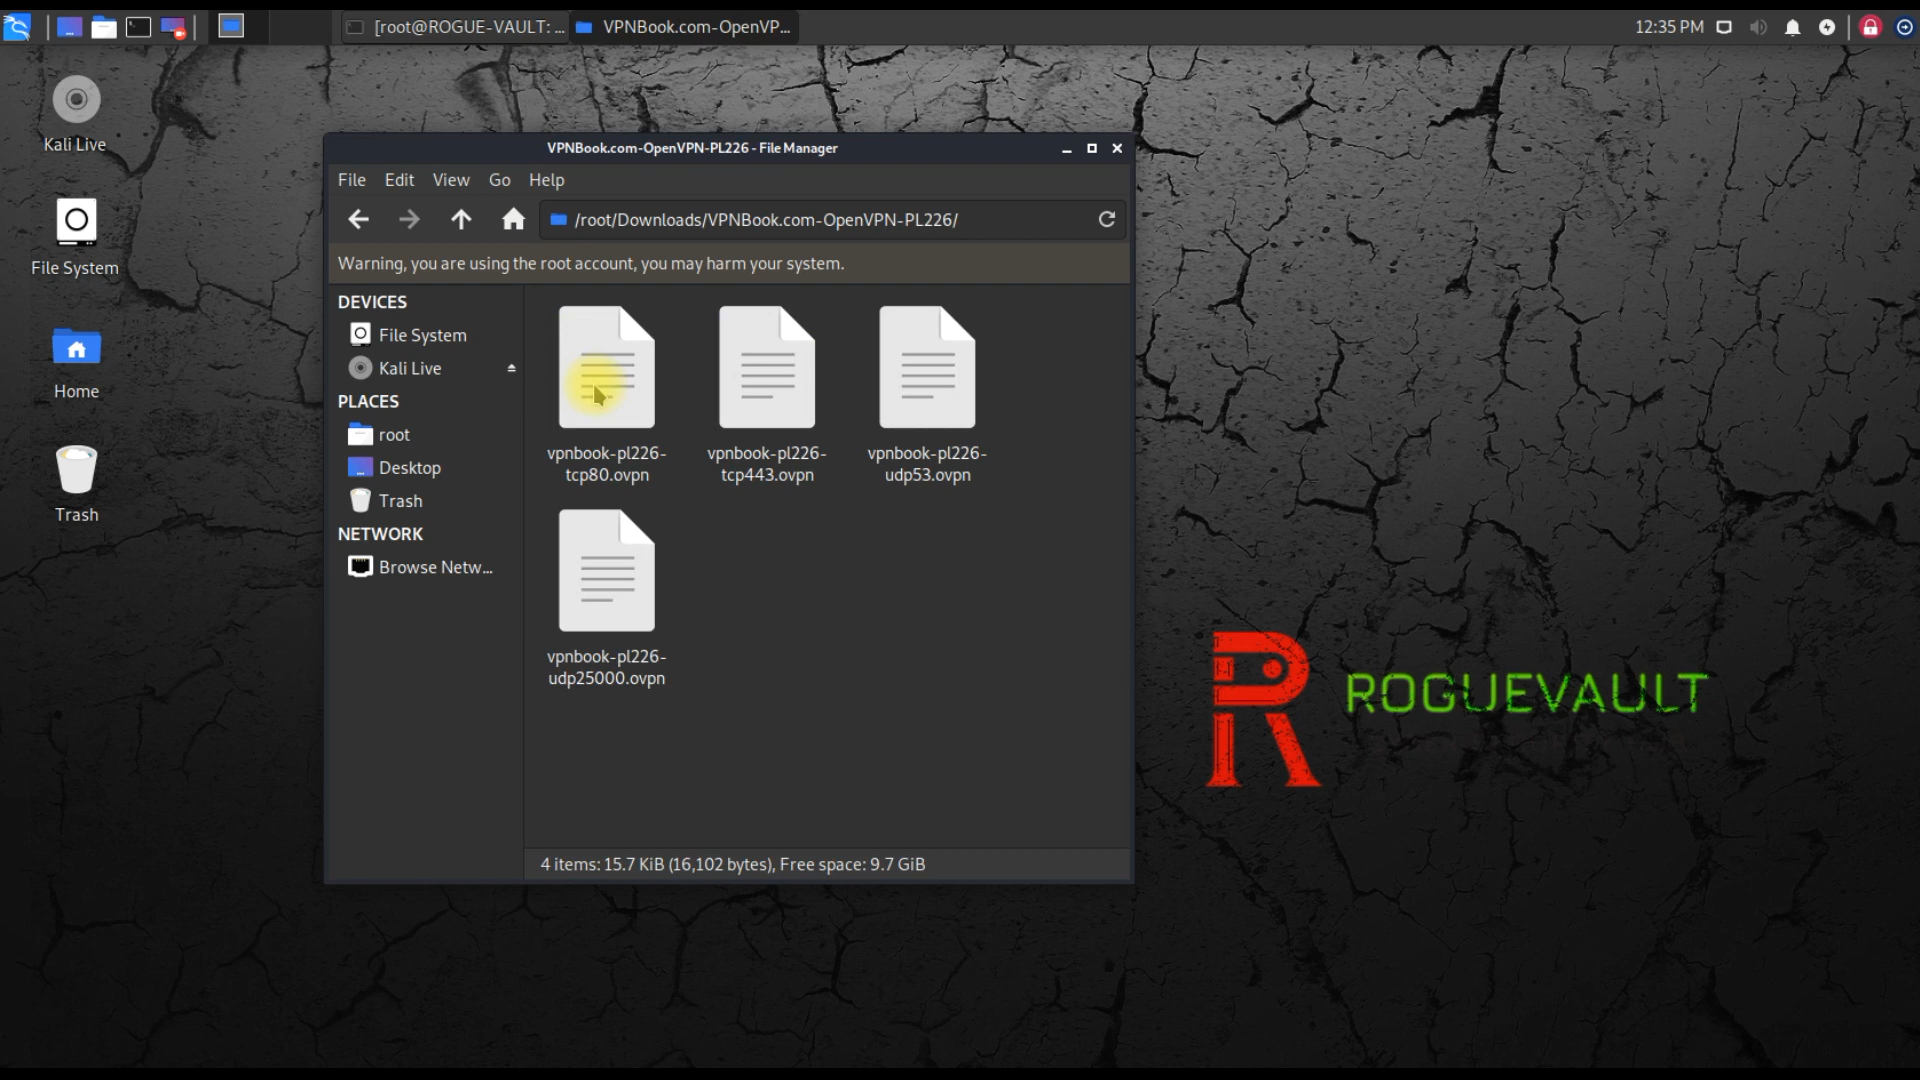 [root@ROGUE-VAULT: ...
VPNBook.com-OpenVP...
12:35 PM
Kali Live
File System
Home
Trash
VPNBook.com-OpenVPN-PL226 - File Manager
File Edit View Go Help
/root/Downloads/VPNBook.com-OpenVPN-PL226/
Warning, you are using the root account, you may harm your system.
DEVICES
File System
Kali Live
PLACES
root
Desktop
Trash
NETWORK
Browse Netw...
vpnbook-pl226-
tcp80.ovpn
vpnbook-pl226-
tcp443.ovpn
vpnbook-pl226-
udp53.ovpn
vpnbook-pl226-
udp25000.ovpn
4 items: 15.7 KiB (16,102 bytes), Free space: 9.7 GiB
R
ROGUEVAULT